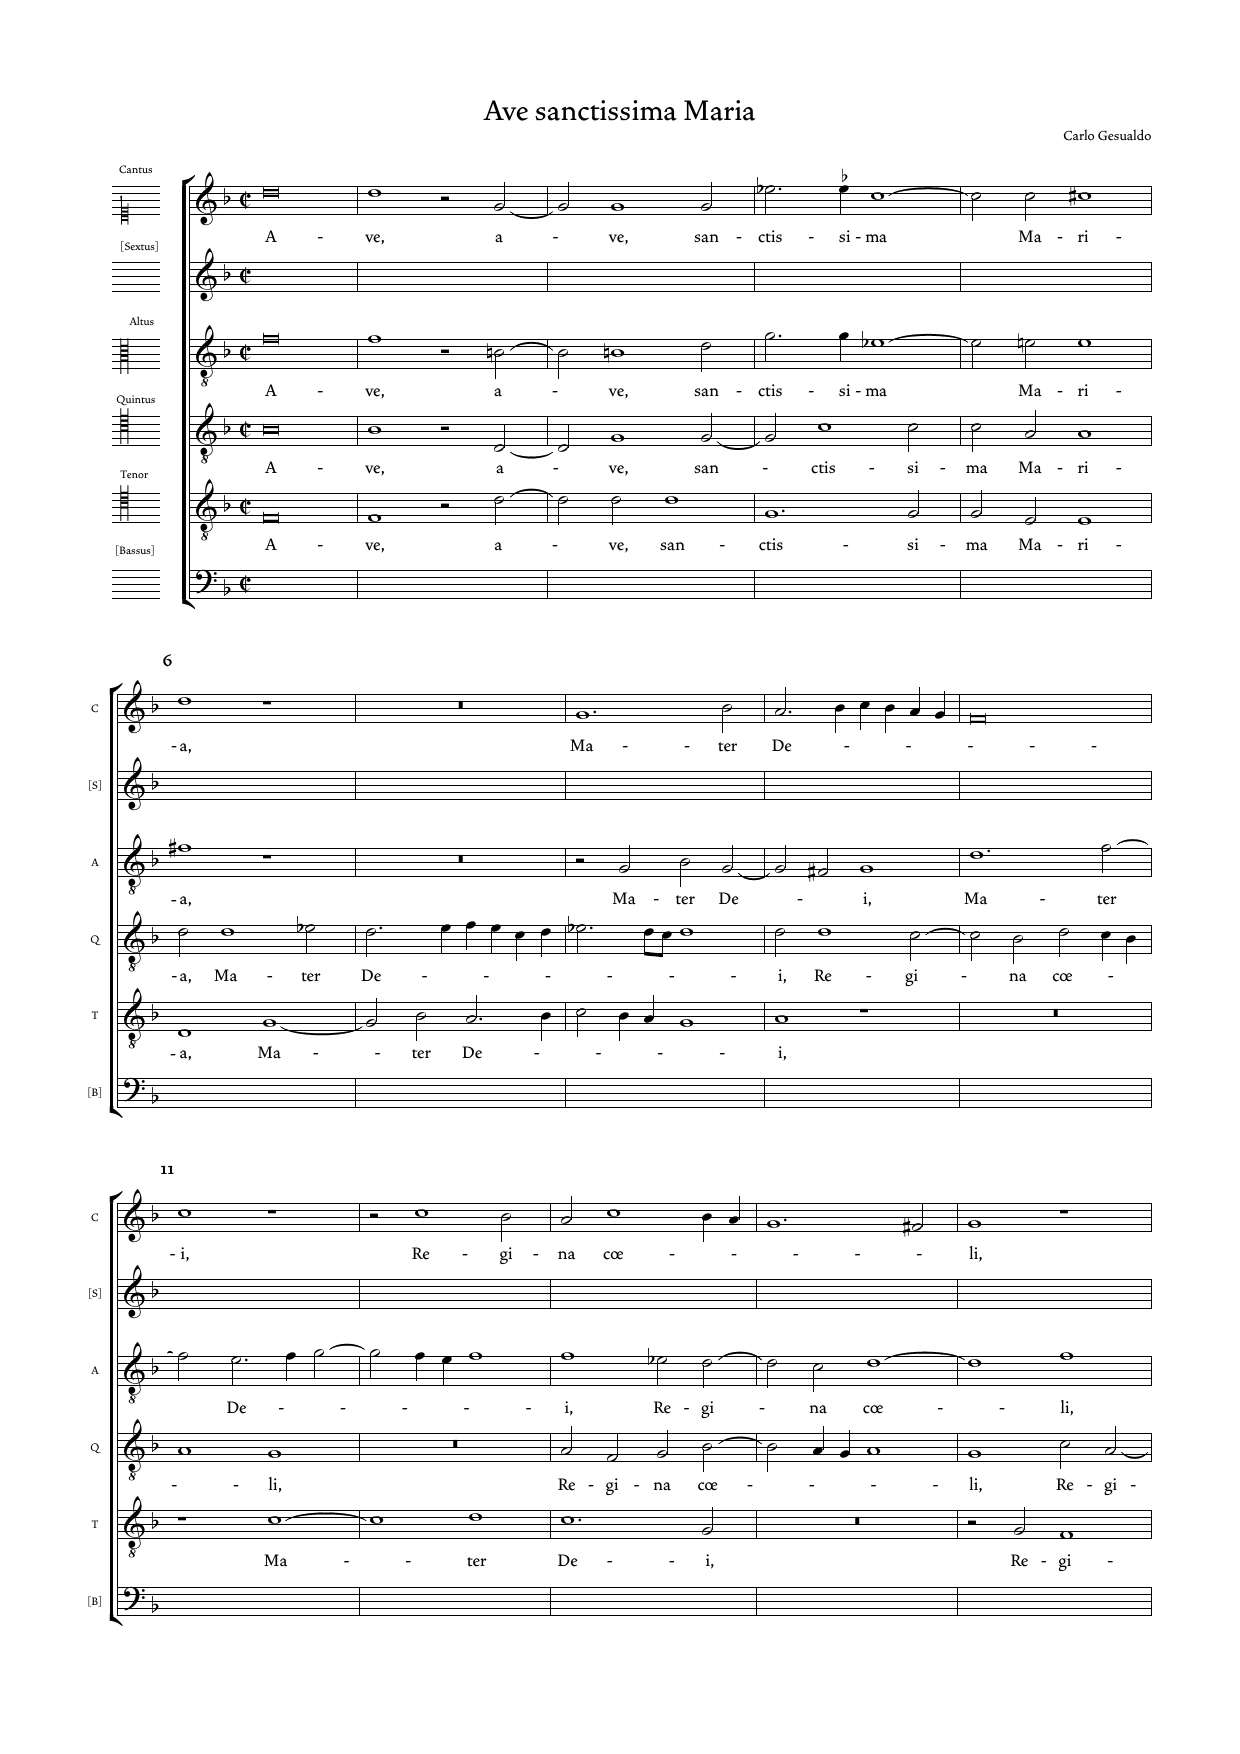 Ave sanctissima Maria
Carlo Gesualdo
Cantus
A - ve, a - ve, san - ctis - si - ma Ma - ri -
[Sextus]
Altus
A - ve, a - ve, san - ctis - si - ma Ma - ri -
Quintus
A - ve, a - ve, san - ctis - si - ma Ma - ri -
Tenor
A - ve, a - ve, san - ctis - si - ma Ma - ri -
[Bassus]
6
C
- a, Ma - - ter De - - - - - -
[S]
A
- a, Ma - ter De - i, Ma - ter
Q
- a, Ma - ter De - - - - - - i, Re - gi - na cœ -
T
- a, Ma - - ter De - - - - i,
[B]
11
C
- i, Re - gi - na cœ - - - - - li,
[S]
A
De - - - - - i, Re - gi - na cœ - - li,
Q
- - li, Re - gi - na cœ - - - - li, Re - gi -
T
Ma - - ter De - - i, Re - gi -
[B]